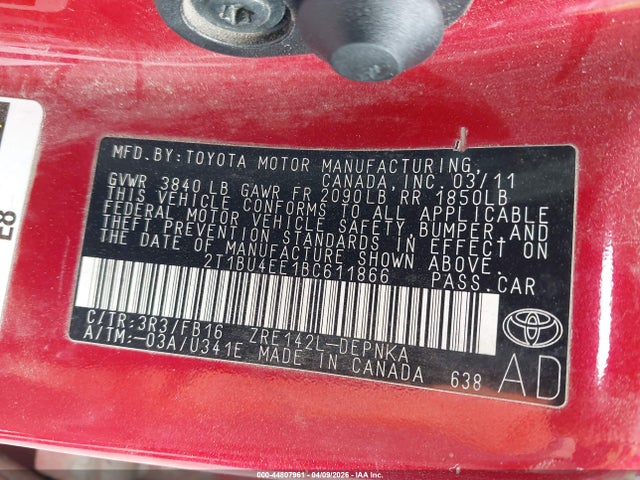 MFD. BY: TOYOTA MOTOR MANUFACTURING,
CANADA, INC. 03/11
GVWR 3840 LB GAWR FR 2090LB RR 1850LB
THIS VEHICLE CONFORMS TO ALL APPLICABLE
FEDERAL MOTOR VEHICLE SAFETY, BUMPER, AND
THEFT PREVENTION STANDARDS IN EFFECT ON
THE DATE OF MANUFACTURE SHOWN ABOVE.
2T1BU4EE1BC611866 PASS. CAR
C/TR: 3R3/FB16 ZRE142L-DEPNKA
A/TM: -03A/U341E MADE IN CANADA 638
AD
E8
000-44807961 - 04/09/2026 - IAAI.COM